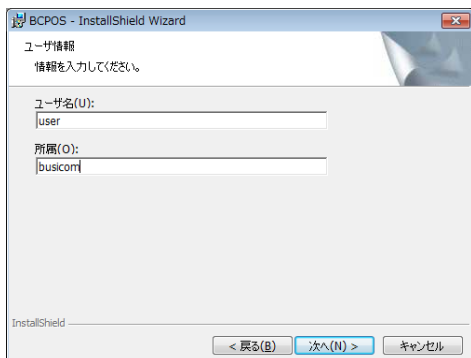 BCPOS - InstallShield Wizard
ユーザ情報
情報を入力してください。
ユーザ名(U):
user
所属(O):
busicom
InstallShield
< 戻る(B)
次へ(N) >
キャンセル